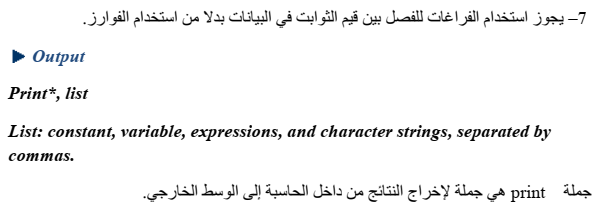 7– يجوز استخدام الفراغات للفصل بين قيم الثوابت في البيانات بدلا من استخدام الفوارز.
Output
Print*, list
List: constant, variable, expressions, and character strings, separated by
commas.
جملة print هي جملة لإخراج النتائج من داخل الحاسبة إلى الوسط الخارجي.